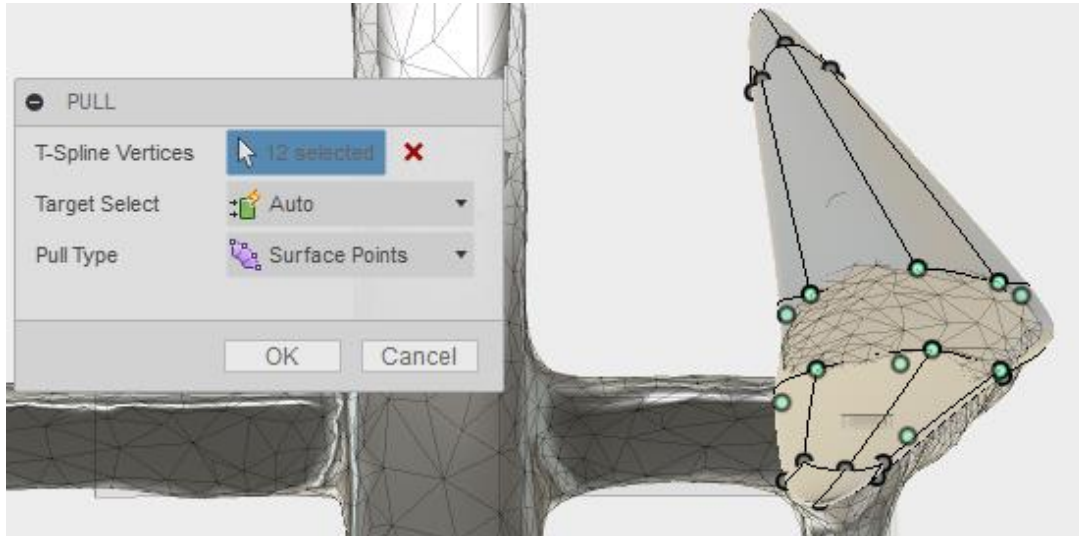 PULL
T-Spline Vertices 12 selected
Target Select Auto
Pull Type Surface Points
OK Cancel